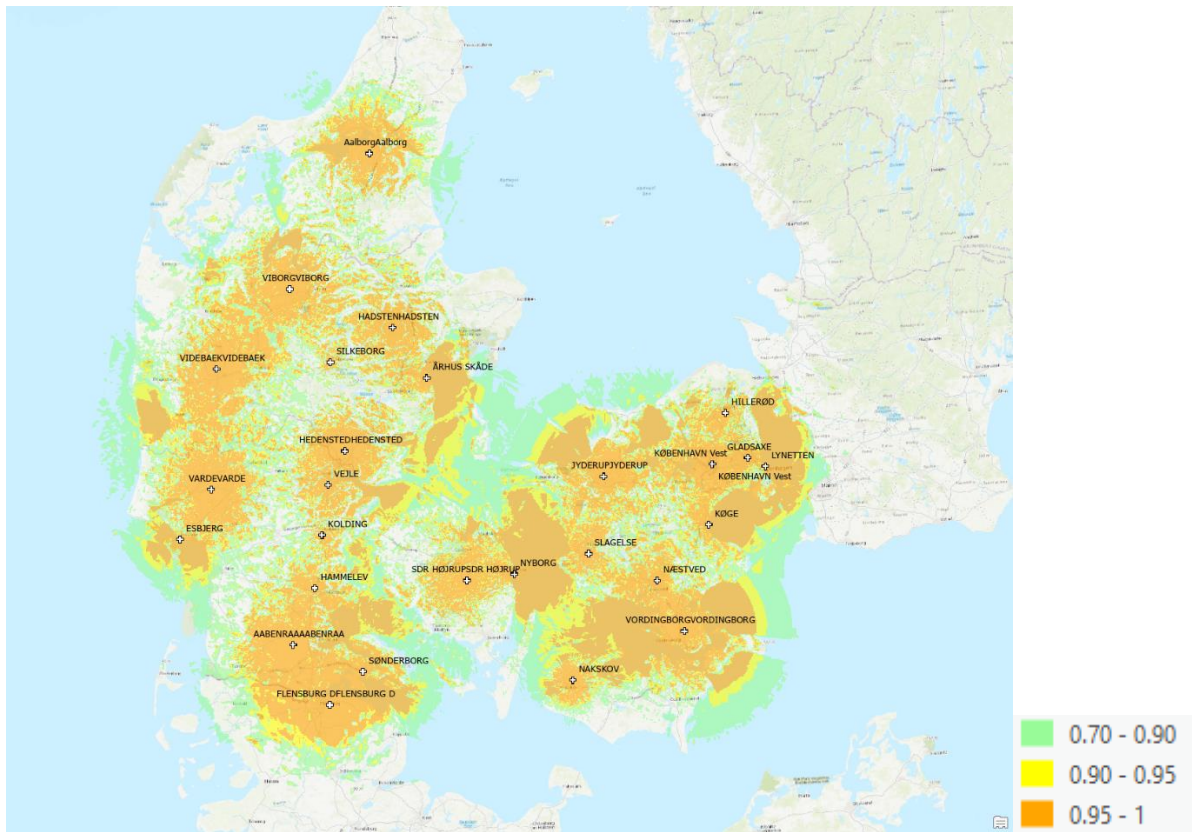 AalborgAalborg
VIBORGVIBORG
HADSTENHADSTEN
SILKEBORG
VIDEBAEKVIDEBAEK
ÅRHUS SKÅDE
HILLERØD
HEDENSTEDHEDENSTED
GLADSAXE
KØBENHAVN Vest
LYNETTEN
JYDERUPJYDERUP
VEJLE
KØBENHAVN Vest
VARDEVARDE
KOLDING
ESBJERG
KØGE
SLAGELSE
SDR HØJRUPSDR HØJRUP
NYBORG
NÆSTVED
HAMMELEV
VORDINGBORGVORDINGBORG
AABENRAAAABENRAA
SØNDERBORG
NAKSKOV
FLENSBURG DFLENSBURG D
0.70 - 0.90
0.90 - 0.95
0.95 - 1